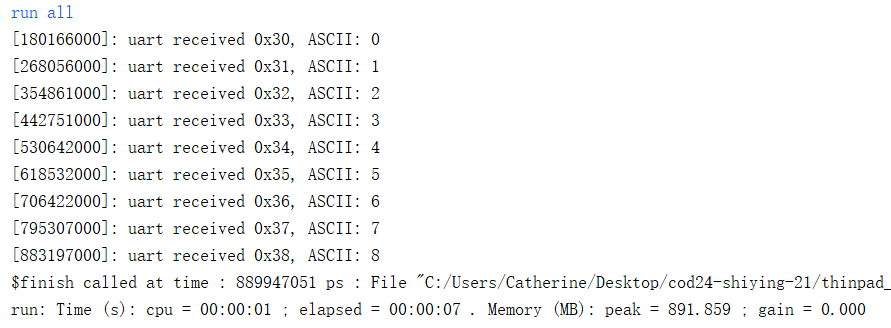 run all
[180166000]: uart received 0x30, ASCII: 0
[268056000]: uart received 0x31, ASCII: 1
[354861000]: uart received 0x32, ASCII: 2
[442751000]: uart received 0x33, ASCII: 3
[530642000]: uart received 0x34, ASCII: 4
[618532000]: uart received 0x35, ASCII: 5
[706422000]: uart received 0x36, ASCII: 6
[795307000]: uart received 0x37, ASCII: 7
[883197000]: uart received 0x38, ASCII: 8
$finish called at time : 889947051 ps : File "C:/Users/Catherine/Desktop/cod24-shiying-21/thinpad_
run: Time (s): cpu = 00:00:01 ; elapsed = 00:00:07 . Memory (MB): peak = 891.859 ; gain = 0.000